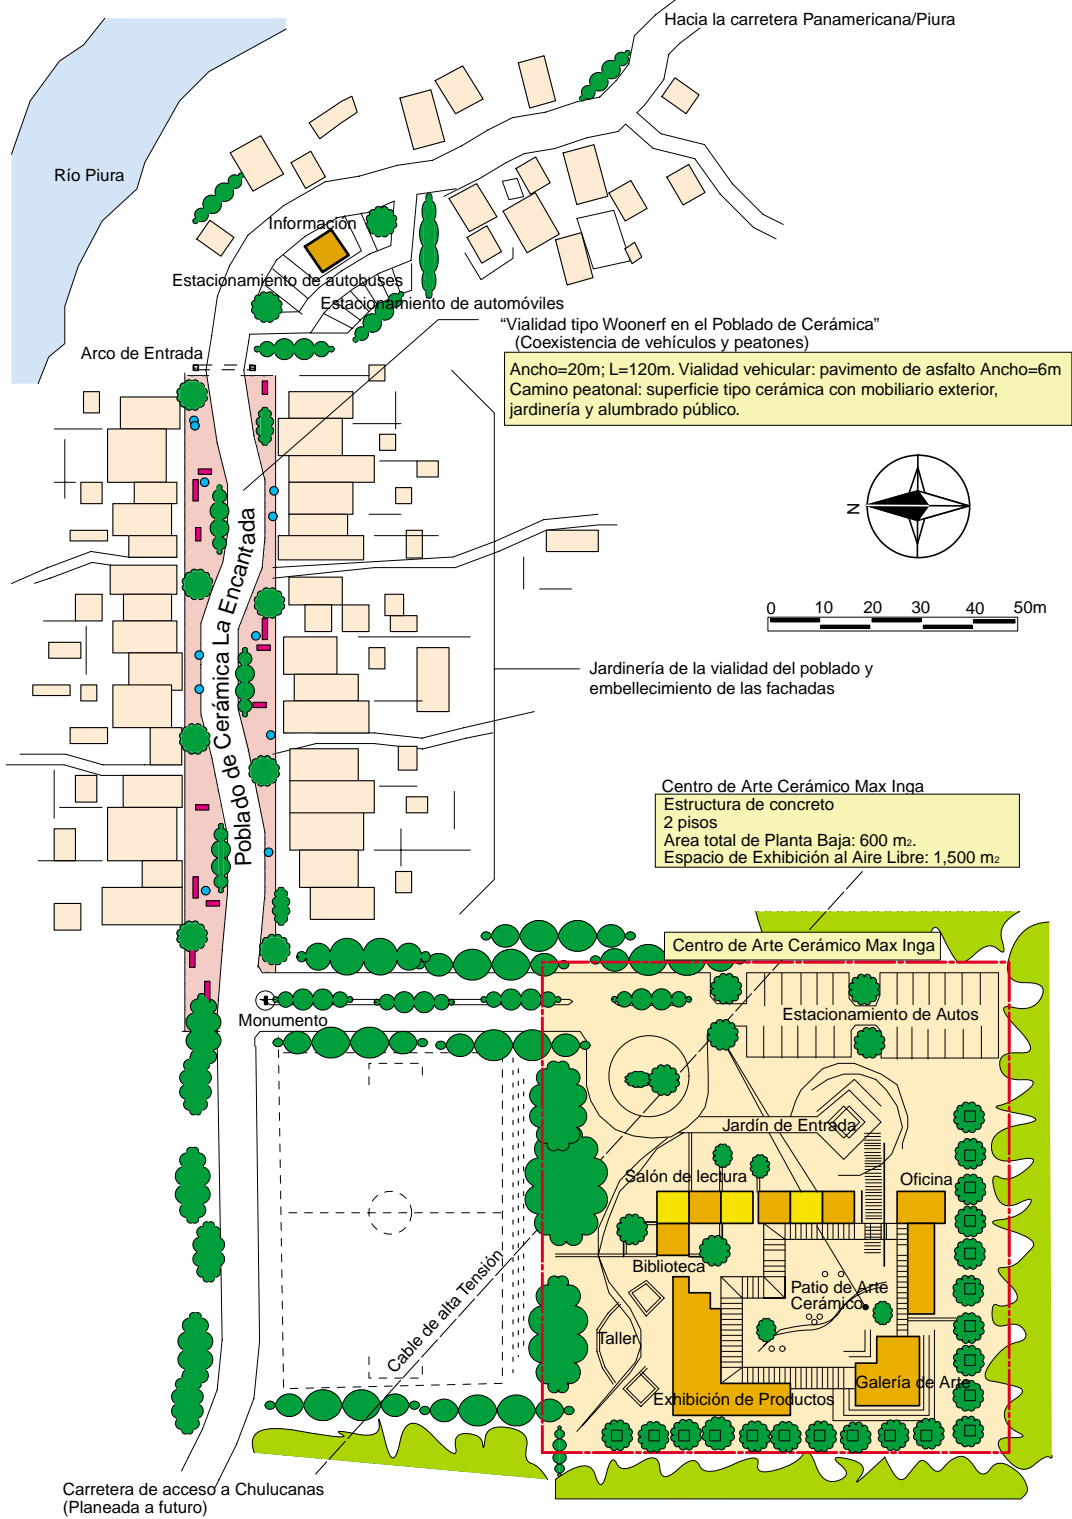 Hacia la carretera Panamericana/Piura
Río Piura
Información
Estacionamiento de autobuses
Estacionamiento de automóviles
“Vialidad tipo Woonerf en el Poblado de Cerámica”
(Coexistencia de vehículos y peatones)
Arco de Entrada
Ancho=20m; L=120m. Vialidad vehicular: pavimento de asfalto Ancho=6m
Camino peatonal: superficie tipo cerámica con mobiliario exterior,
jardinería y alumbrado público.
N
0 10 20 30 40 50m
Poblado de Cerámica La Encantada
Jardinería de la vialidad del poblado y
embellecimiento de las fachadas
Centro de Arte Cerámico Max Inga
Estructura de concreto
2 pisos
Area total de Planta Baja: 600 m2.
Espacio de Exhibición al Aire Libre: 1,500 m2
Centro de Arte Cerámico Max Inga
Monumento
Estacionamiento de Autos
Jardín de Entrada
Salón de lectura
Oficina
Biblioteca
Patio de Arte
Cerámico
Cable de alta Tensión
Taller
Galería de Arte
Exhibición de Productos
Carretera de acceso a Chulucanas
(Planeada a futuro)